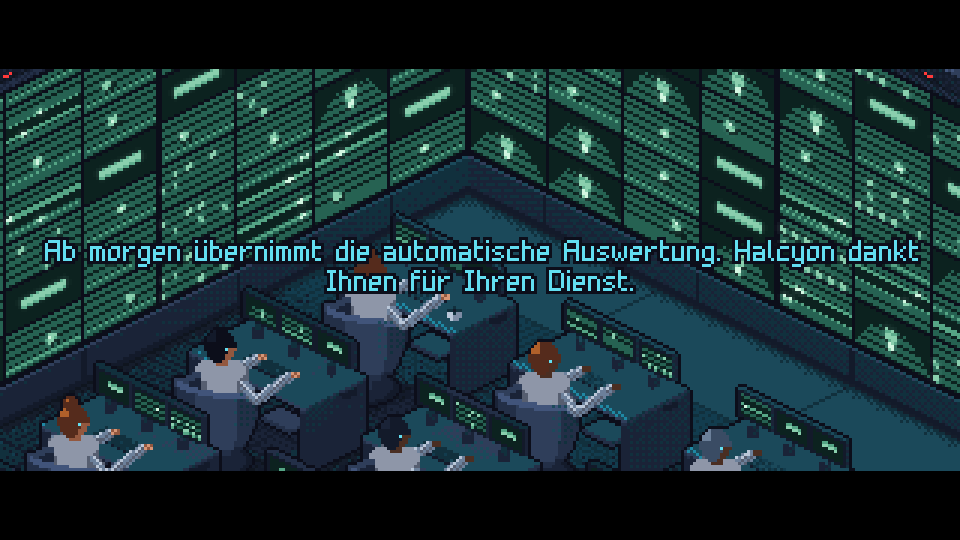 Ab morgen übernimmt die automatische Auswertung. Halcyon dankt
Ihnen für Ihren Dienst.